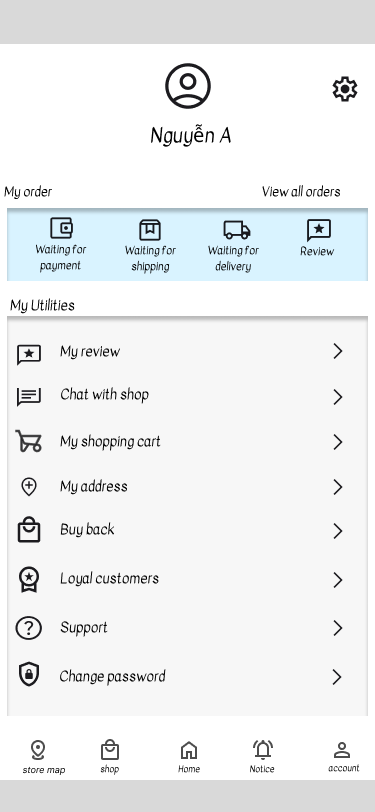 Nguyễn A
My order
View all orders
Waiting for
payment
Waiting for
shipping
Waiting for
delivery
Review
My Utilities
My review
Chat with shop
My shopping cart
My address
Buy back
Loyal customers
Support
Change password
store map
shop
Home
Notice
account